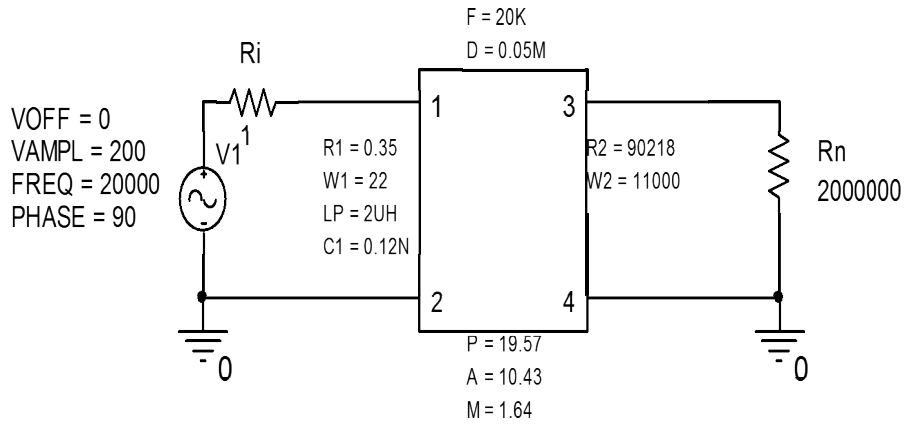 F = 20K
D = 0.05M
Ri
1
VOFF = 0
VAMPL = 200
FREQ = 20000
PHASE = 90
V1
1
2
3
4
R1 = 0.35
W1 = 22
LP = 2UH
C1 = 0.12N
R2 = 90218
W2 = 11000
Rn
2000000
0
0
P = 19.57
A = 10.43
M = 1.64